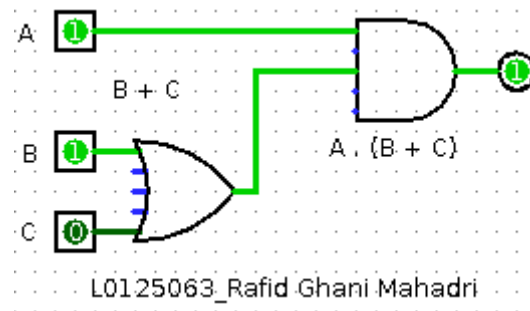 A 1
1
B + C
B 1
A . (B + C)
C 0
L0125063_Rafid Ghani Mahadri